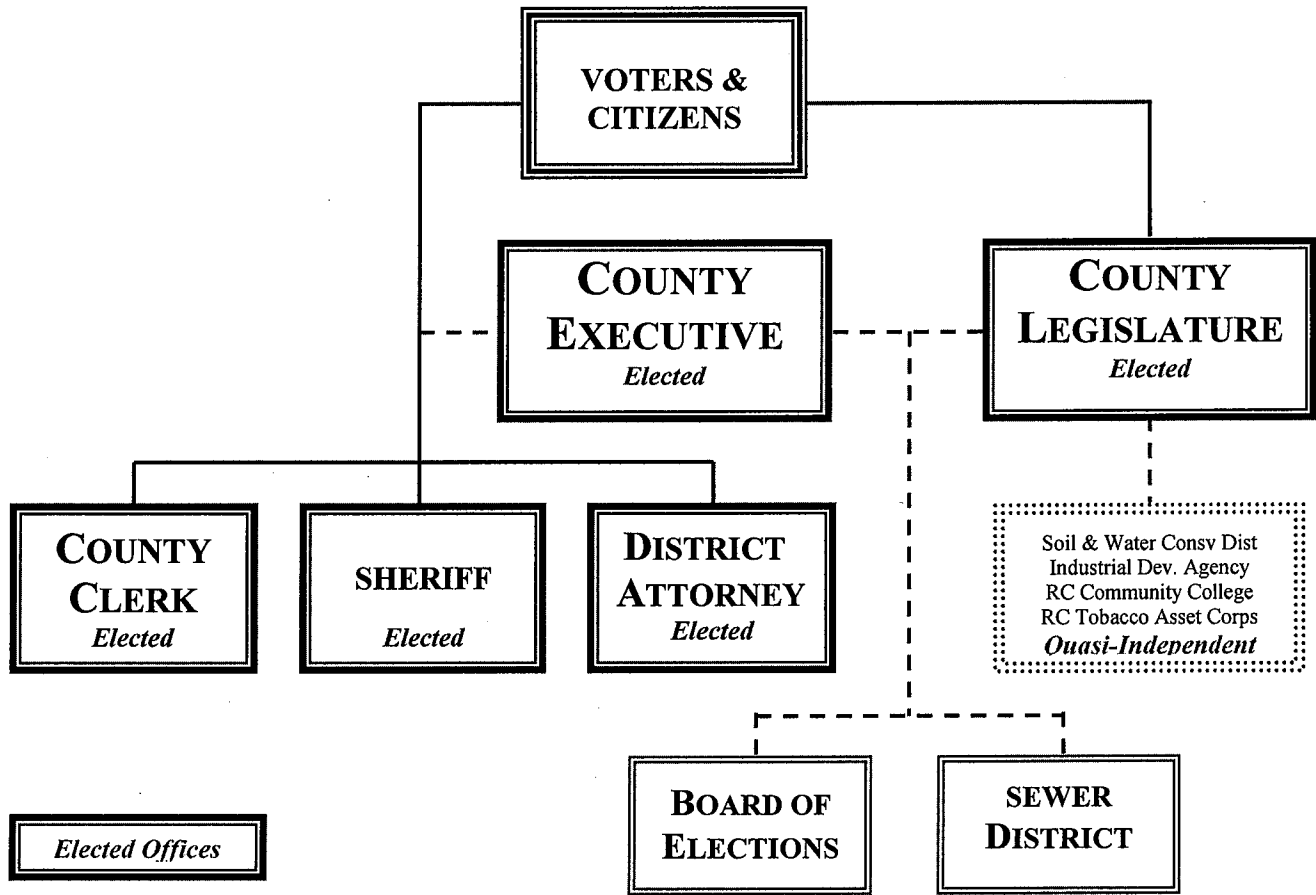 VOTERS &
CITIZENS
COUNTY
EXECUTIVE
Elected
COUNTY
LEGISLATURE
Elected
COUNTY
CLERK
Elected
SHERIFF
Elected
DISTRICT
ATTORNEY
Elected
Soil & Water Consv Dist
Industrial Dev. Agency
RC Community College
RC Tobacco Asset Corps
Quasi-Independent
BOARD OF
ELECTIONS
SEWER
DISTRICT
Elected Offices